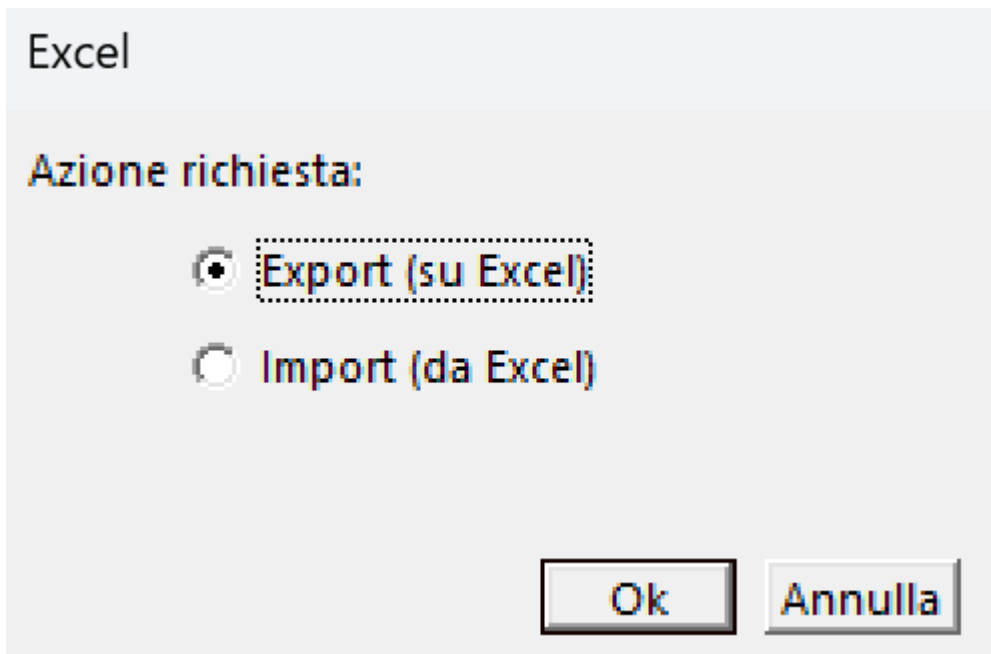 Excel
Azione richiesta:
Export (su Excel)
Import (da Excel)
Ok Annulla